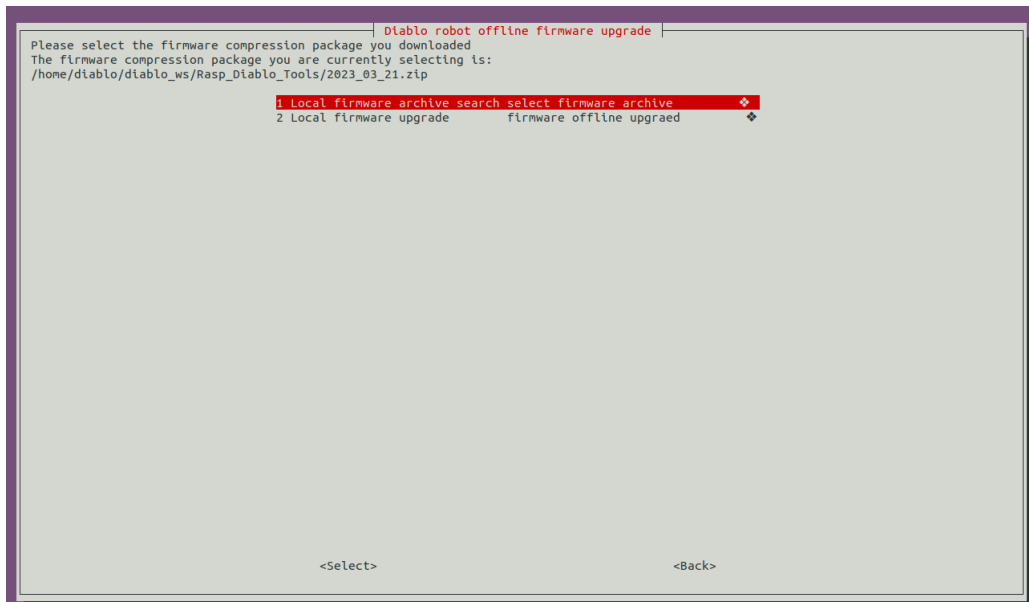 Diablo robot offline firmware upgrade
Please select the firmware compression package you downloaded
The firmware compression package you are currently selecting is:
/home/diablo/diablo_ws/Rasp_Diablo_Tools/2023_03_21.zip
1 Local firmware archive search select firmware archive ❖
2 Local firmware upgrade firmware offline upgraed ❖
<Select> <Back>